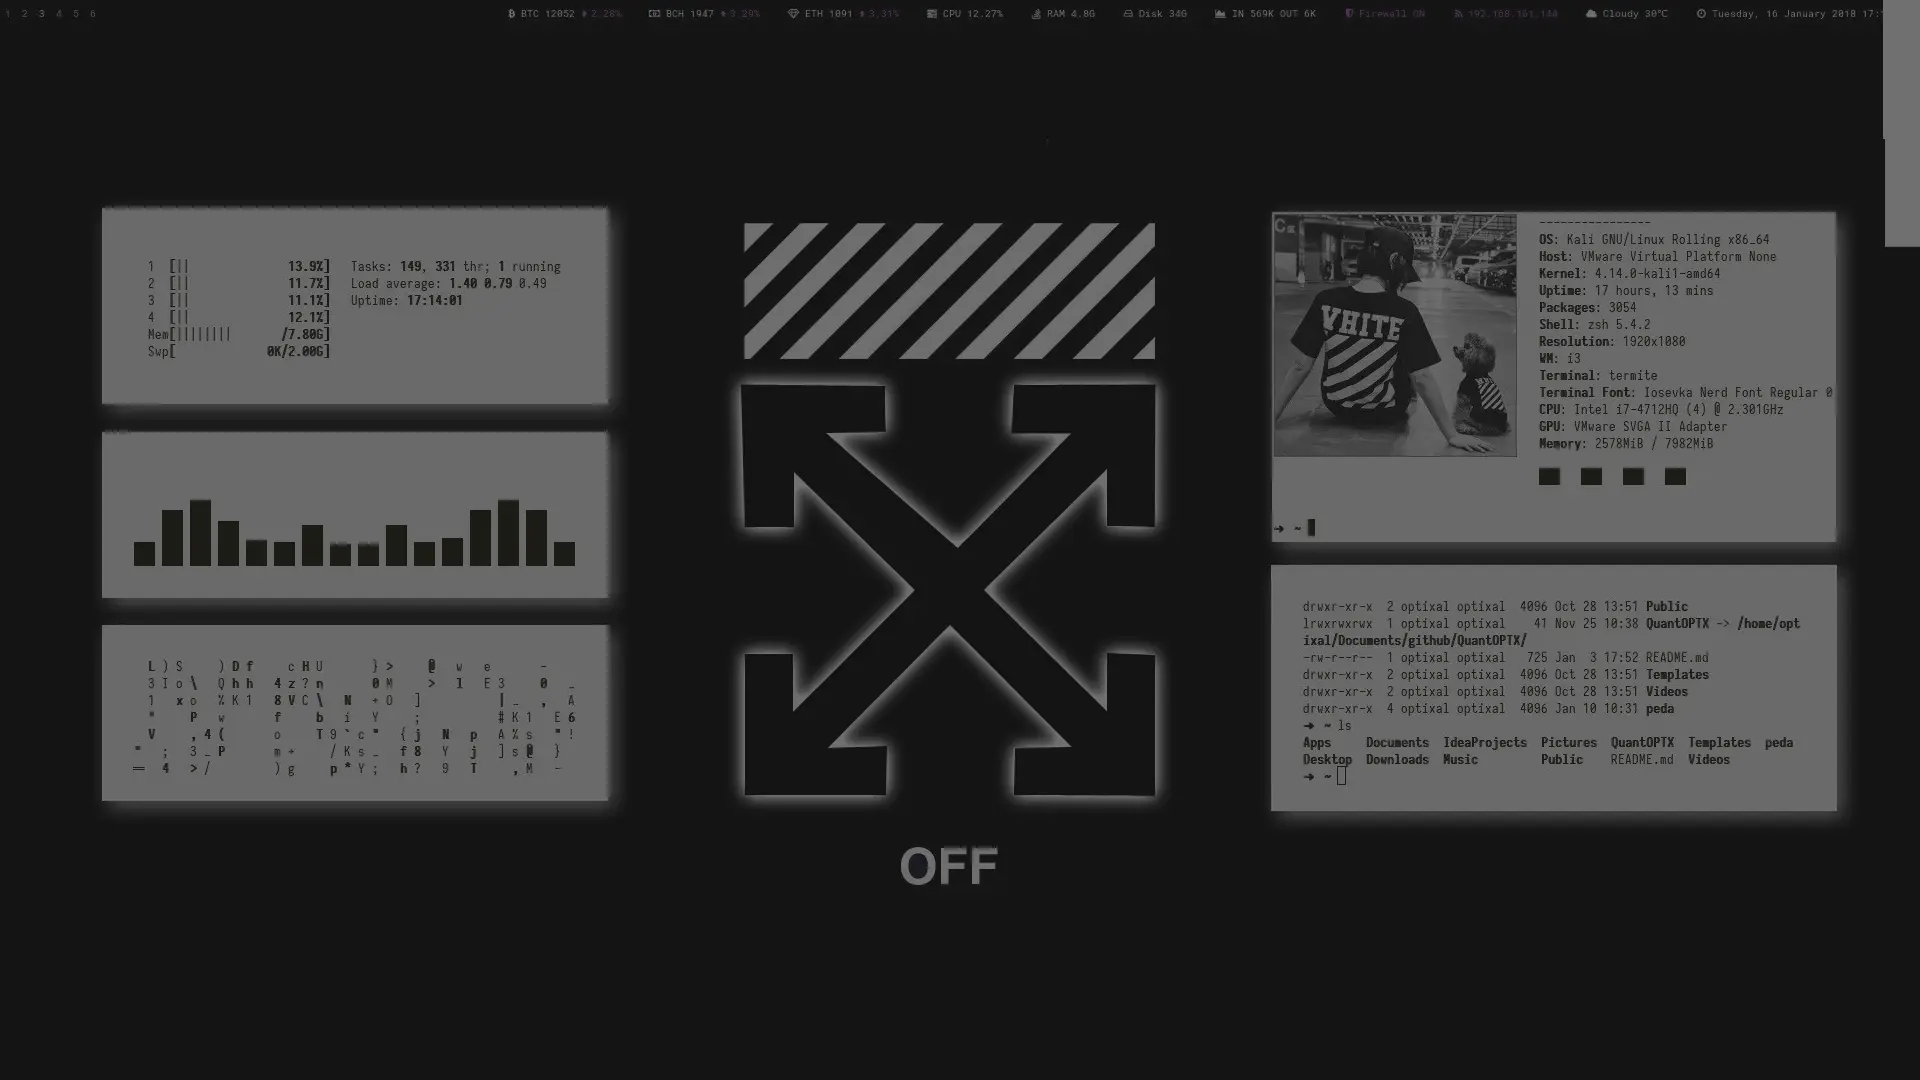 1 2 3 4 5 6 BTC 12052 2.28% BCH 1947 3.29% ETH 1091 3.31% CPU 12.27% RAM 4.8G Disk 34G IN 569K OUT 6K Firewall ON 192.168.161.144 Cloudy 30℃ Tuesday, 16 January 2018 17:
1 [|| 13.9%] Tasks: 149, 331 thr; 1 running
2 [|| 11.7%] Load average: 1.40 0.79 0.49
3 [|| 11.1%] Uptime: 17:14:01
4 [|| 12.1%]
Mem[|||||||| /7.80G]
Swp[ 0K/2.00G]
L ) S ) D f c H U } > @ w e -
3 I o \ Q h h 4 z ? n 0 M > l E 3 0 _
1 x o % K 1 8 V C \ N + O ] | _ , A
" P w f b i Y ; # K 1 E 6
V , 4 ( o T 9 ` c " { j N p A % s " !
" ; 3 _ P m + / K s _ f 8 Y j ] s @ }
= 4 > / ) g p * Y ; h ? 9 T , M -
OFF
WHITE
----------------
OS: Kali GNU/Linux Rolling x86_64
Host: VMware Virtual Platform None
Kernel: 4.14.0-kali1-amd64
Uptime: 17 hours, 13 mins
Packages: 3054
Shell: zsh 5.4.2
Resolution: 1920x1080
WM: i3
Terminal: termite
Terminal Font: Iosevka Nerd Font Regular 0
CPU: Intel i7-4712HQ (4) @ 2.301GHz
GPU: VMware SVGA II Adapter
Memory: 2578MiB / 7982MiB
➜ ~
drwxr-xr-x 2 optixal optixal 4096 Oct 28 13:51 Public
lrwxrwxrwx 1 optixal optixal 41 Nov 25 10:38 QuantOPTX -> /home/opt
ixal/Documents/github/QuantOPTX/
-rw-r--r-- 1 optixal optixal 725 Jan 3 17:52 README.md
drwxr-xr-x 2 optixal optixal 4096 Oct 28 13:51 Templates
drwxr-xr-x 2 optixal optixal 4096 Oct 28 13:51 Videos
drwxr-xr-x 4 optixal optixal 4096 Jan 10 10:31 peda
➜ ~ ls
Apps Documents IdeaProjects Pictures QuantOPTX Templates peda
Desktop Downloads Music Public README.md Videos
➜ ~